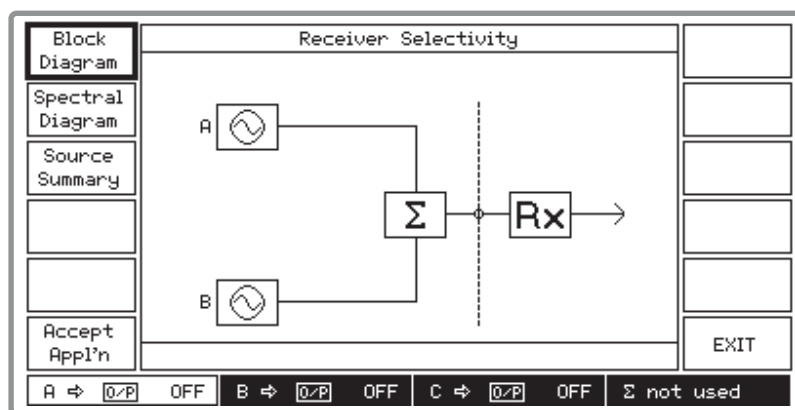 Block
Diagram
Receiver Selectivity
Spectral
Diagram
Source
Summary
A
Σ
Rx
B
Accept
Appl'n
EXIT
A ⇨ O/P OFF
B ⇨ O/P OFF
C ⇨ O/P OFF
Σ not used